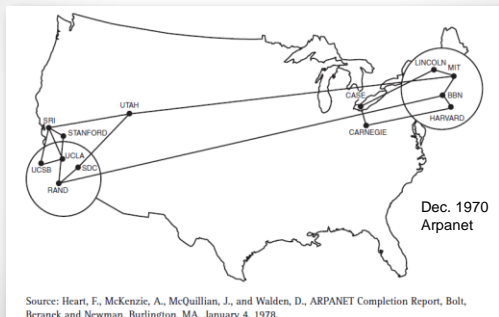 LINCOLN
MIT
CASE
BBN
UTAH
HARVARD
SRI
CARNEGIE
STANFORD
UCLA
UCSB
SDC
RAND
Dec. 1970
Arpanet
Source: Heart, F., McKenzie, A., McQuillian, J., and Walden, D., ARPANET Completion Report, Bolt,
Beranek and Newman, Burlington, MA, January 4, 1978.